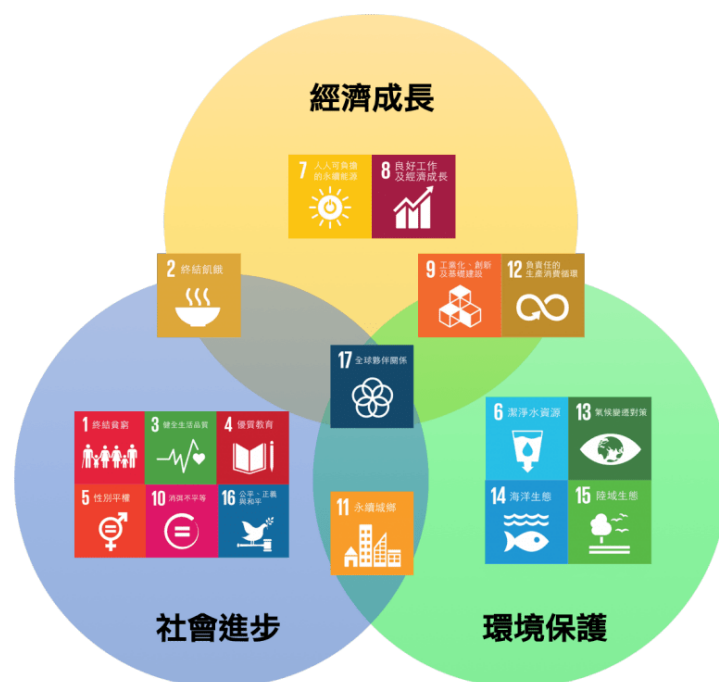 經濟成長
7 人人可負擔
的永續能源
8 良好工作
及經濟成長
2 終結飢餓
9 工業化、創新
及基礎建設
12 負責任的
生產消費循環
17 全球夥伴關係
1 終結貧窮
3 健全生活品質
4 優質教育
5 性別平權
10 消弭不平等
16 公平、正義
與和平
6 潔淨水資源
13 氣候變遷對策
14 海洋生態
15 陸域生態
11 永續城鄉
社會進步
環境保護